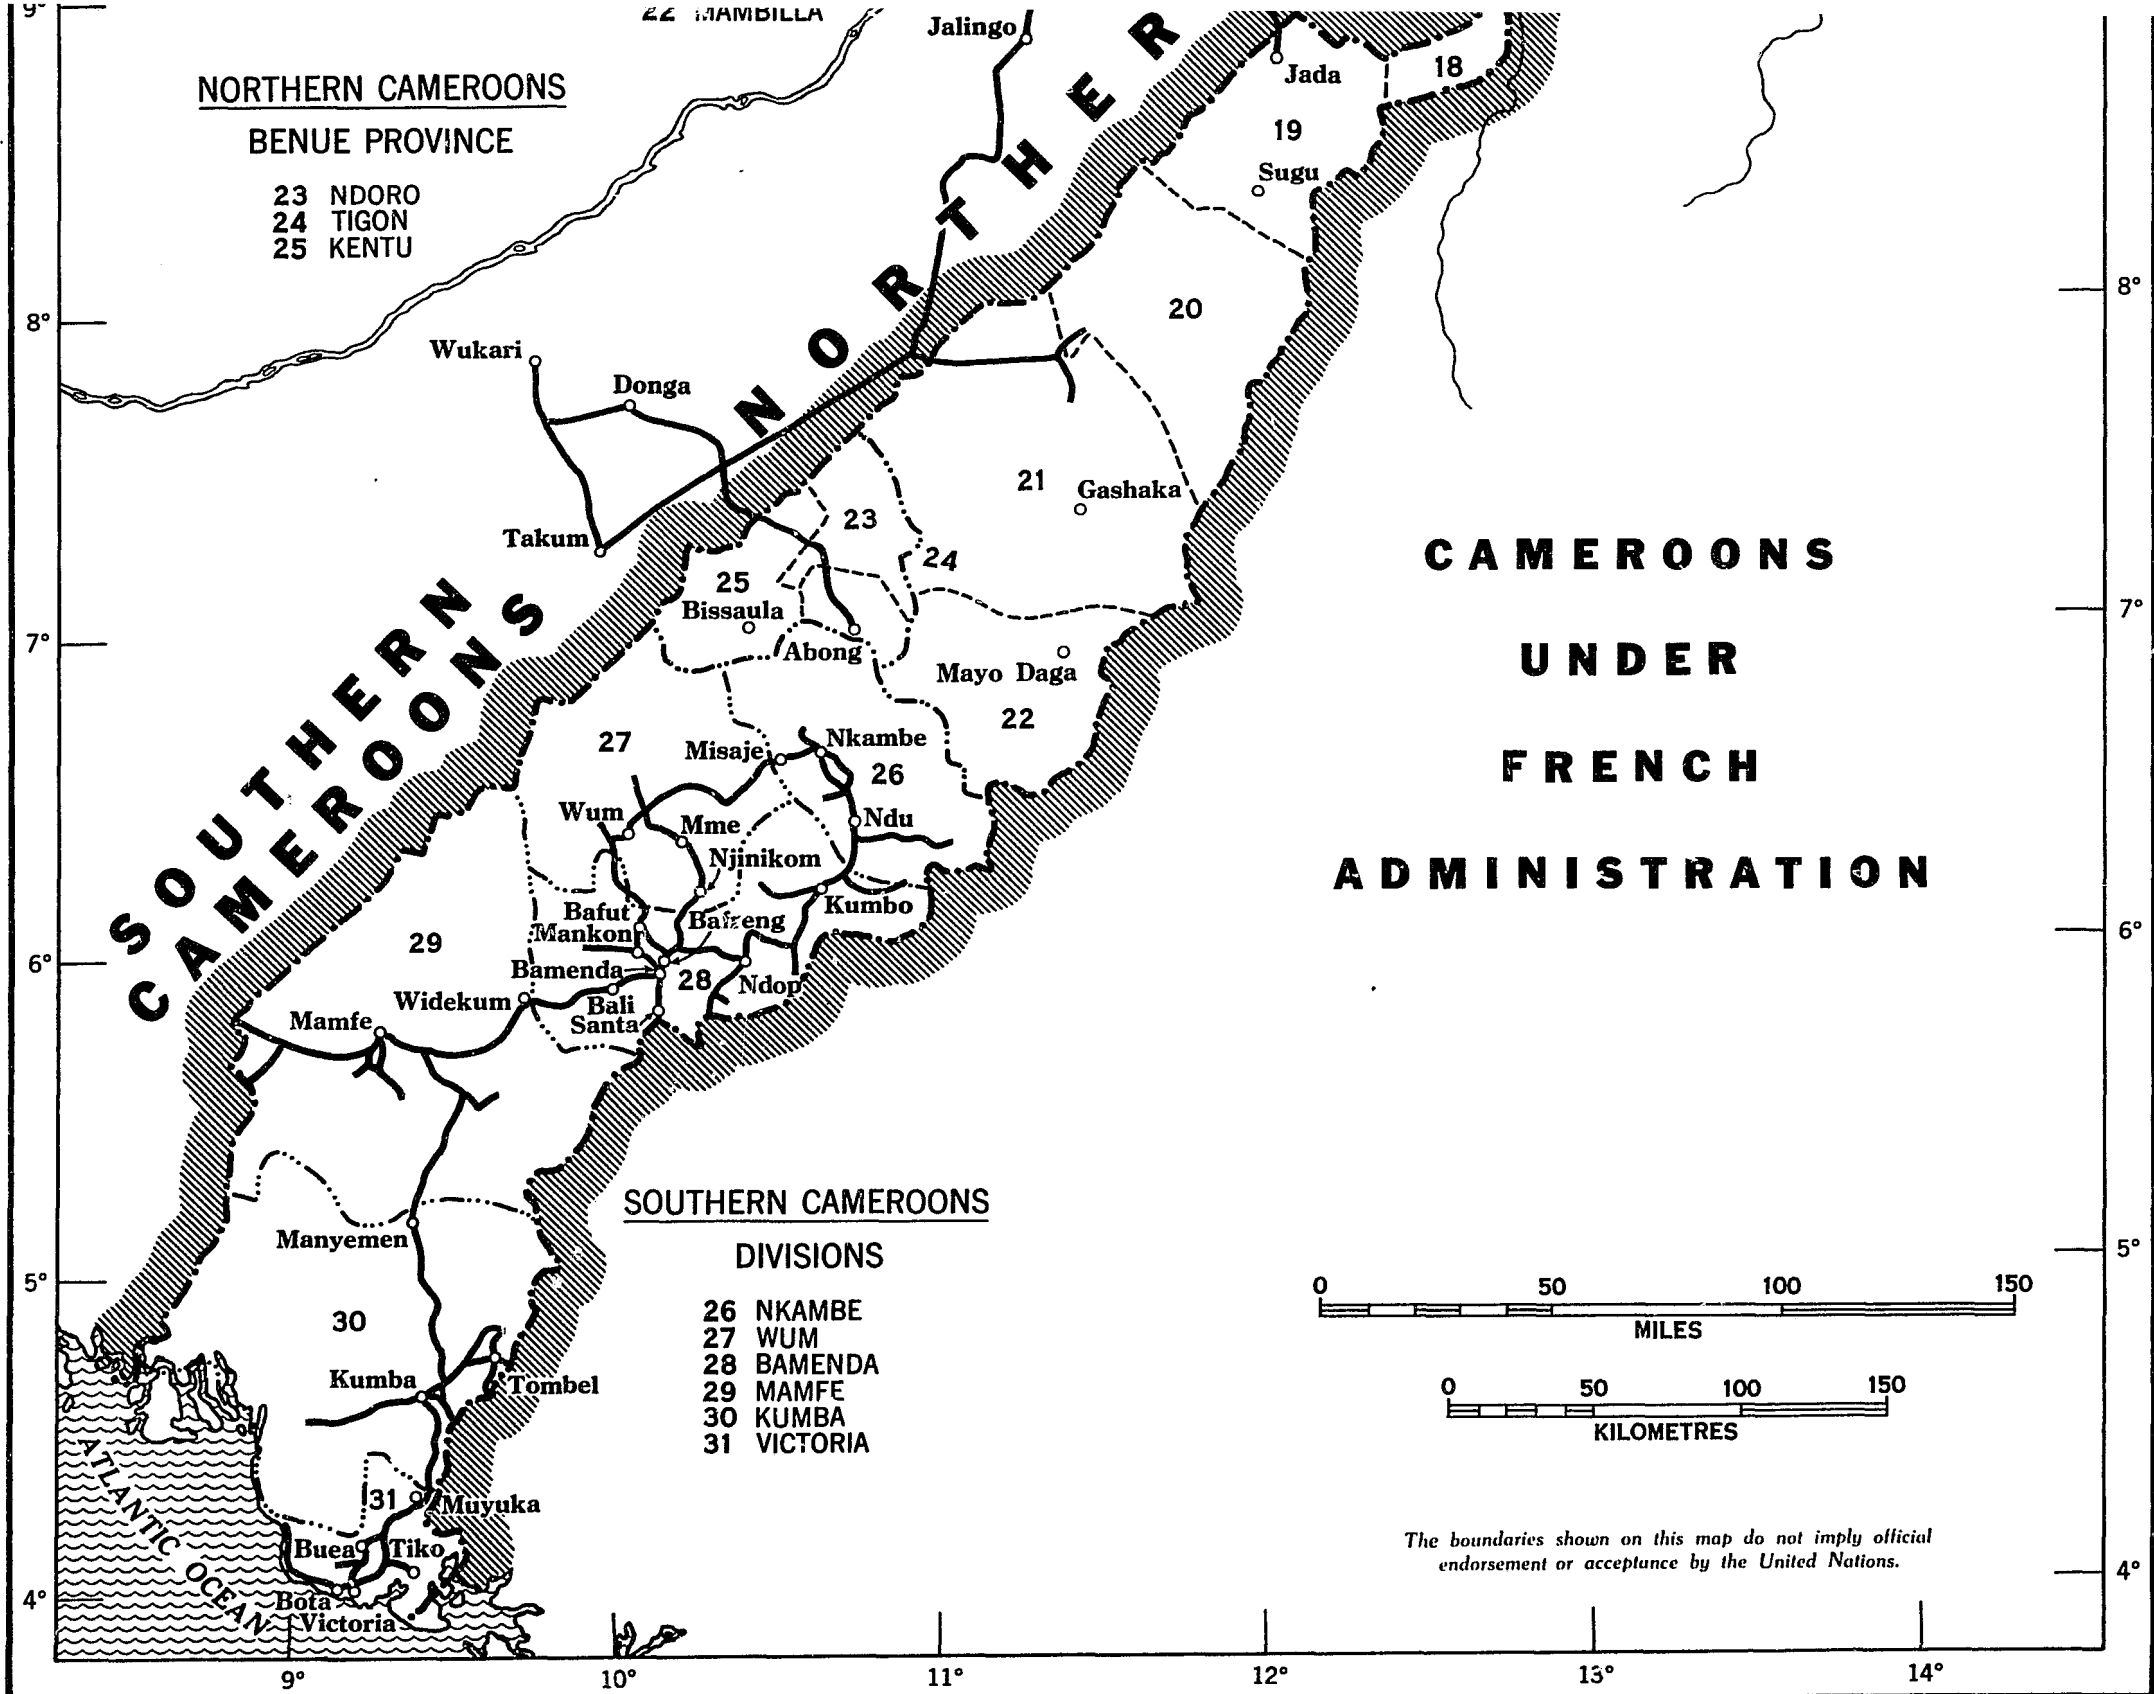 9°
22 MAMBILLA
Jalingo
Jada
18
NORTHERN CAMEROONS
BENUE PROVINCE
19
Sugu
23 NDORO
24 TIGON
25 KENTU
NORTHER
8°
8°
20
Wukari
Donga
21
Gashaka
23
Takum
24
25
Bissaula
7°
7°
Abong
Mayo Daga
22
CAMEROONS
UNDER
FRENCH
ADMINISTRATION
SOUTHERN
CAMEROONS
27
Misaje
Nkambe
26
Wum
Mme
Ndu
Njinikom
Bafut
Kumbo
Mankon
29
6°
6°
Bamenda
28
Ndop
Widekum
Bali
Santa
Mamfe
Manyemen
5°
5°
30
SOUTHERN CAMEROONS
DIVISIONS
26 NKAMBE
27 WUM
28 BAMENDA
29 MAMFE
30 KUMBA
31 VICTORIA
0 50 100 150
MILES
0 50 100 150
KILOMETRES
Kumba
Tombel
ATLANTIC OCEAN
31
Muyuka
Buea
Tiko
Bota
Victoria
The boundaries shown on this map do not imply official
endorsement or acceptance by the United Nations.
4°
4°
9° 10° 11° 12° 13° 14°